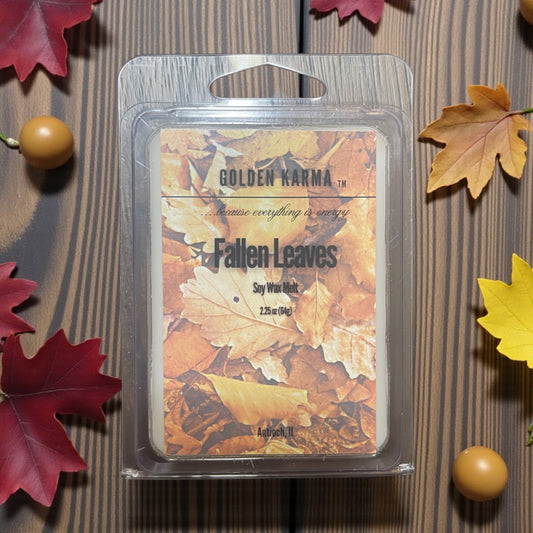 GOLDEN KARMA TM
....because everything is energy
Fallen Leaves
Soy Wax Melt
2.25 oz (64g)
Antioch, IL